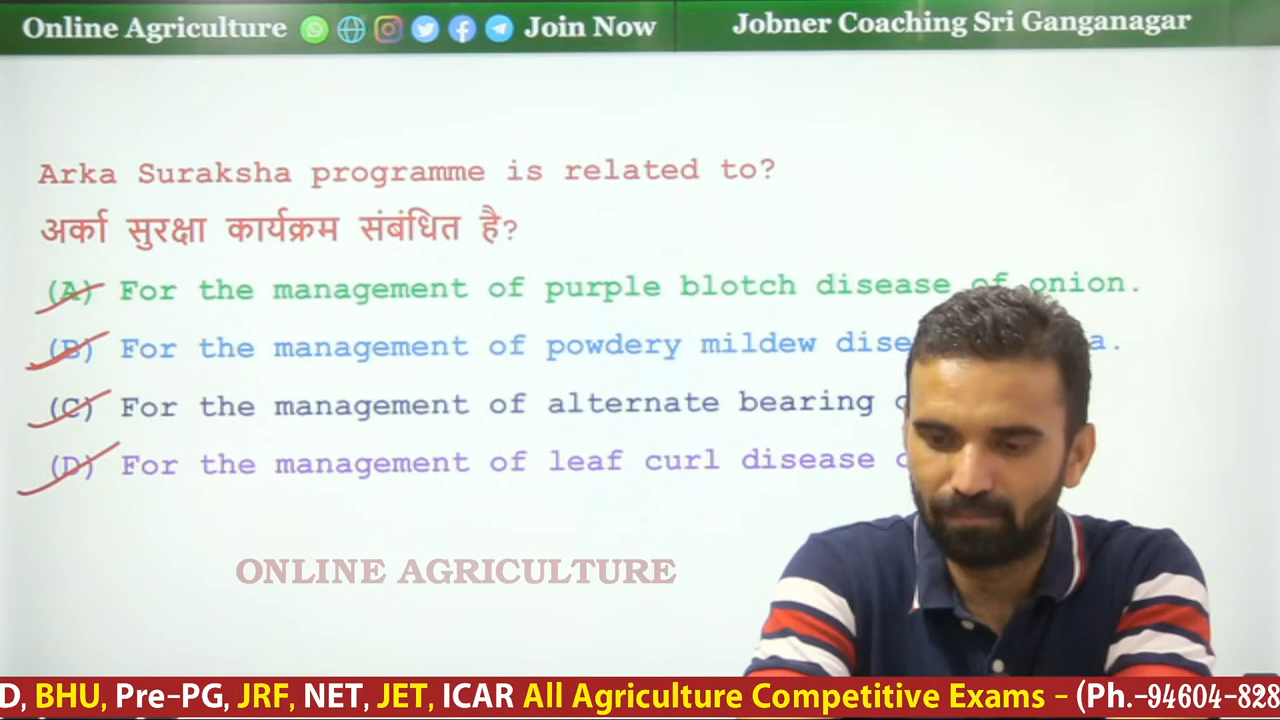 Online Agriculture Join Now Jobner Coaching Sri Ganganagar
Arka Suraksha programme is related to?
अर्का सुरक्षा कार्यक्रम संबंधित है?
(A) For the management of purple blotch disease of onion.
(B) For the management of powdery mildew
(C) For the management of alternate bearing
(D) For the management of leaf curl disease
ONLINE AGRICULTURE
D, BHU, Pre-PG, JRF, NET, JET, ICAR All Agriculture Competitive Exams - (Ph.-94604-828